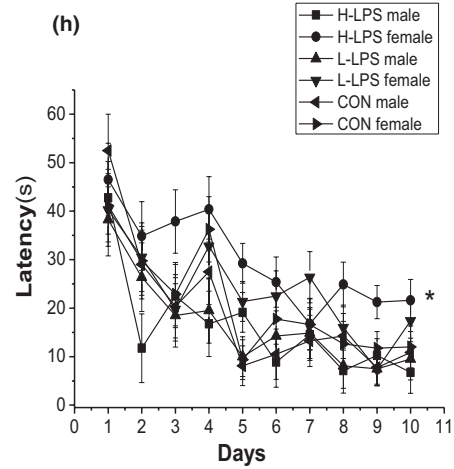 (h)
H-LPS male
H-LPS female
L-LPS male
L-LPS female
CON male
CON female
Latency(s)
60
50
40
30
20
10
0
*
0 1 2 3 4 5 6 7 8 9 10 11
Days